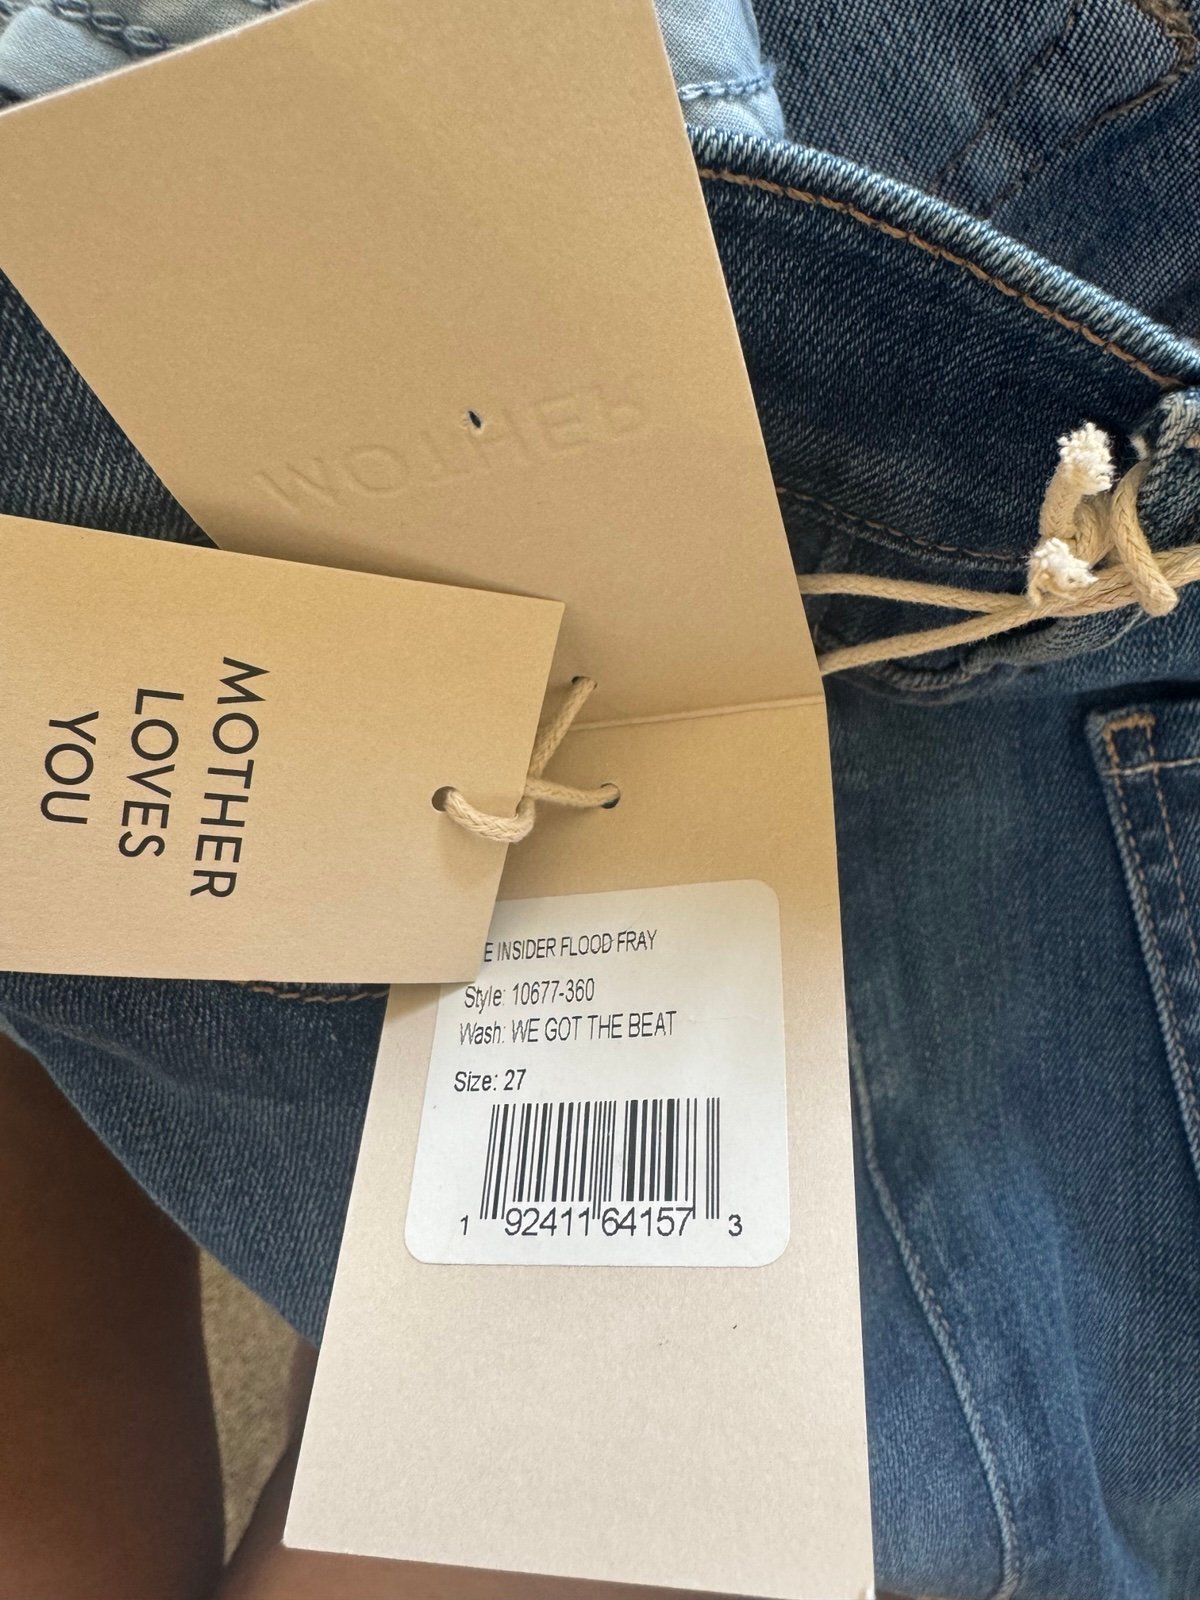 MOTHER
MOTHER
LOVES
YOU
E INSIDER FLOOD FRAY
Style: 10677-360
Wash: WE GOT THE BEAT
Size: 27
1 92411 64157 3